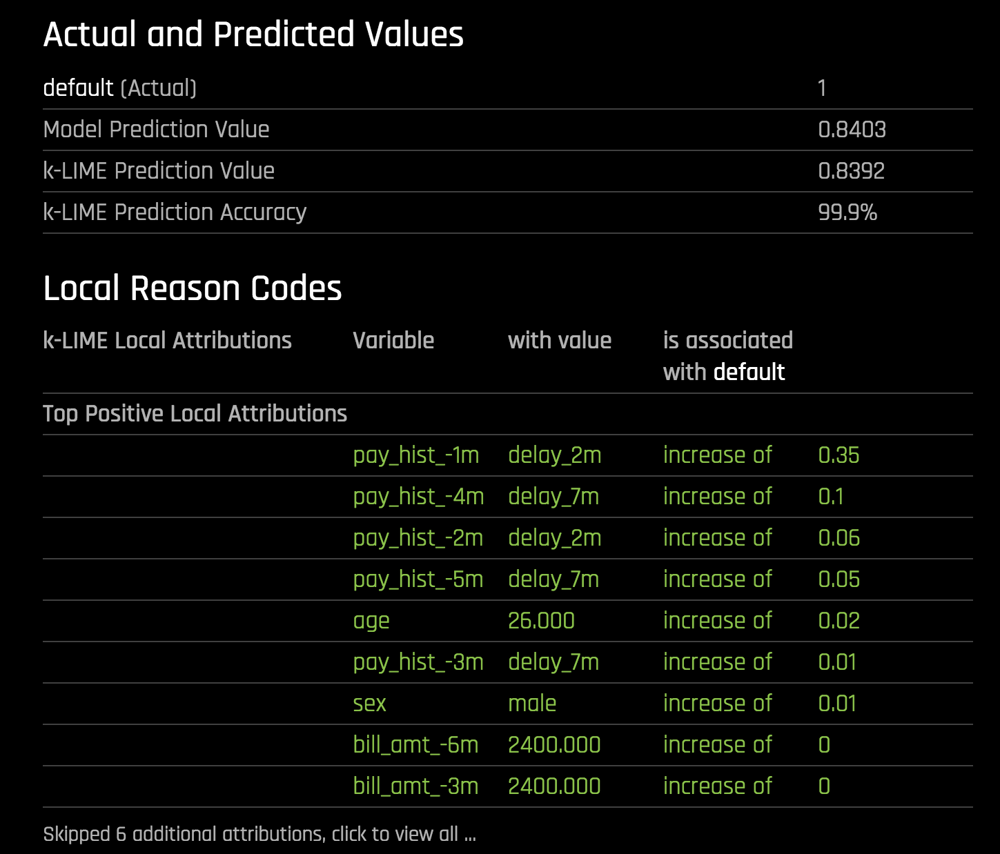 Actual and Predicted Values
default (Actual) 1
Model Prediction Value 0.8403
k-LIME Prediction Value 0.8392
k-LIME Prediction Accuracy 99.9%
Local Reason Codes
k-LIME Local Attributions Variable with value is associated
with default
Top Positive Local Attributions
pay_hist_-1m delay_2m increase of 0.35
pay_hist_-4m delay_7m increase of 0.1
pay_hist_-2m delay_2m increase of 0.06
pay_hist_-5m delay_7m increase of 0.05
age 26.000 increase of 0.02
pay_hist_-3m delay_7m increase of 0.01
sex male increase of 0.01
bill_amt_-6m 2400.000 increase of 0
bill_amt_-3m 2400.000 increase of 0
Skipped 6 additional attributions, click to view all ...